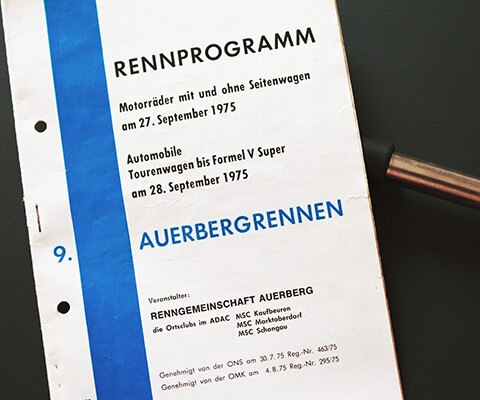 RENNPROGRAMM
Motorräder mit und ohne Seitenwagen
am 27. September 1975
Automobile
Tourenwagen bis Formel V Super
am 28. September 1975
9. AUERBERGRENNEN
Veranstalter:
RENNGEMEINSCHAFT AUERBERG
die Ortsclubs im ADAC MSC Kaufbeuren
MSC Marktoberdorf
MSC Schongau
Genehmigt von der ONS am 30.7.75 Reg.-Nr. 463/75
Genehmigt von der OMK am 4.8.75 Reg.-Nr. 295/75